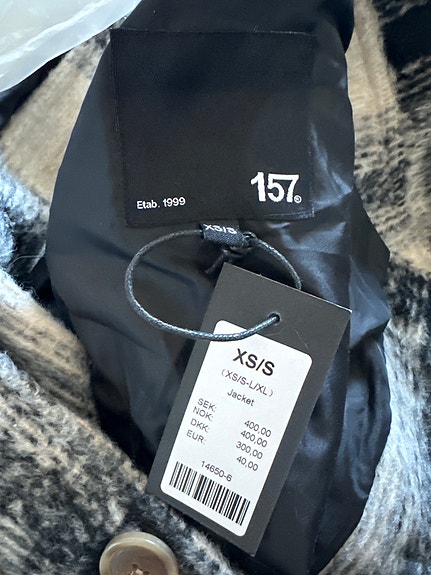 157.
Etab. 1999
XS/S
XS/S
(XS/S-L/XL)
Jacket
SEK: 400,00
NOK: 400,00
DKK: 300,00
EUR: 40,00
14650-6